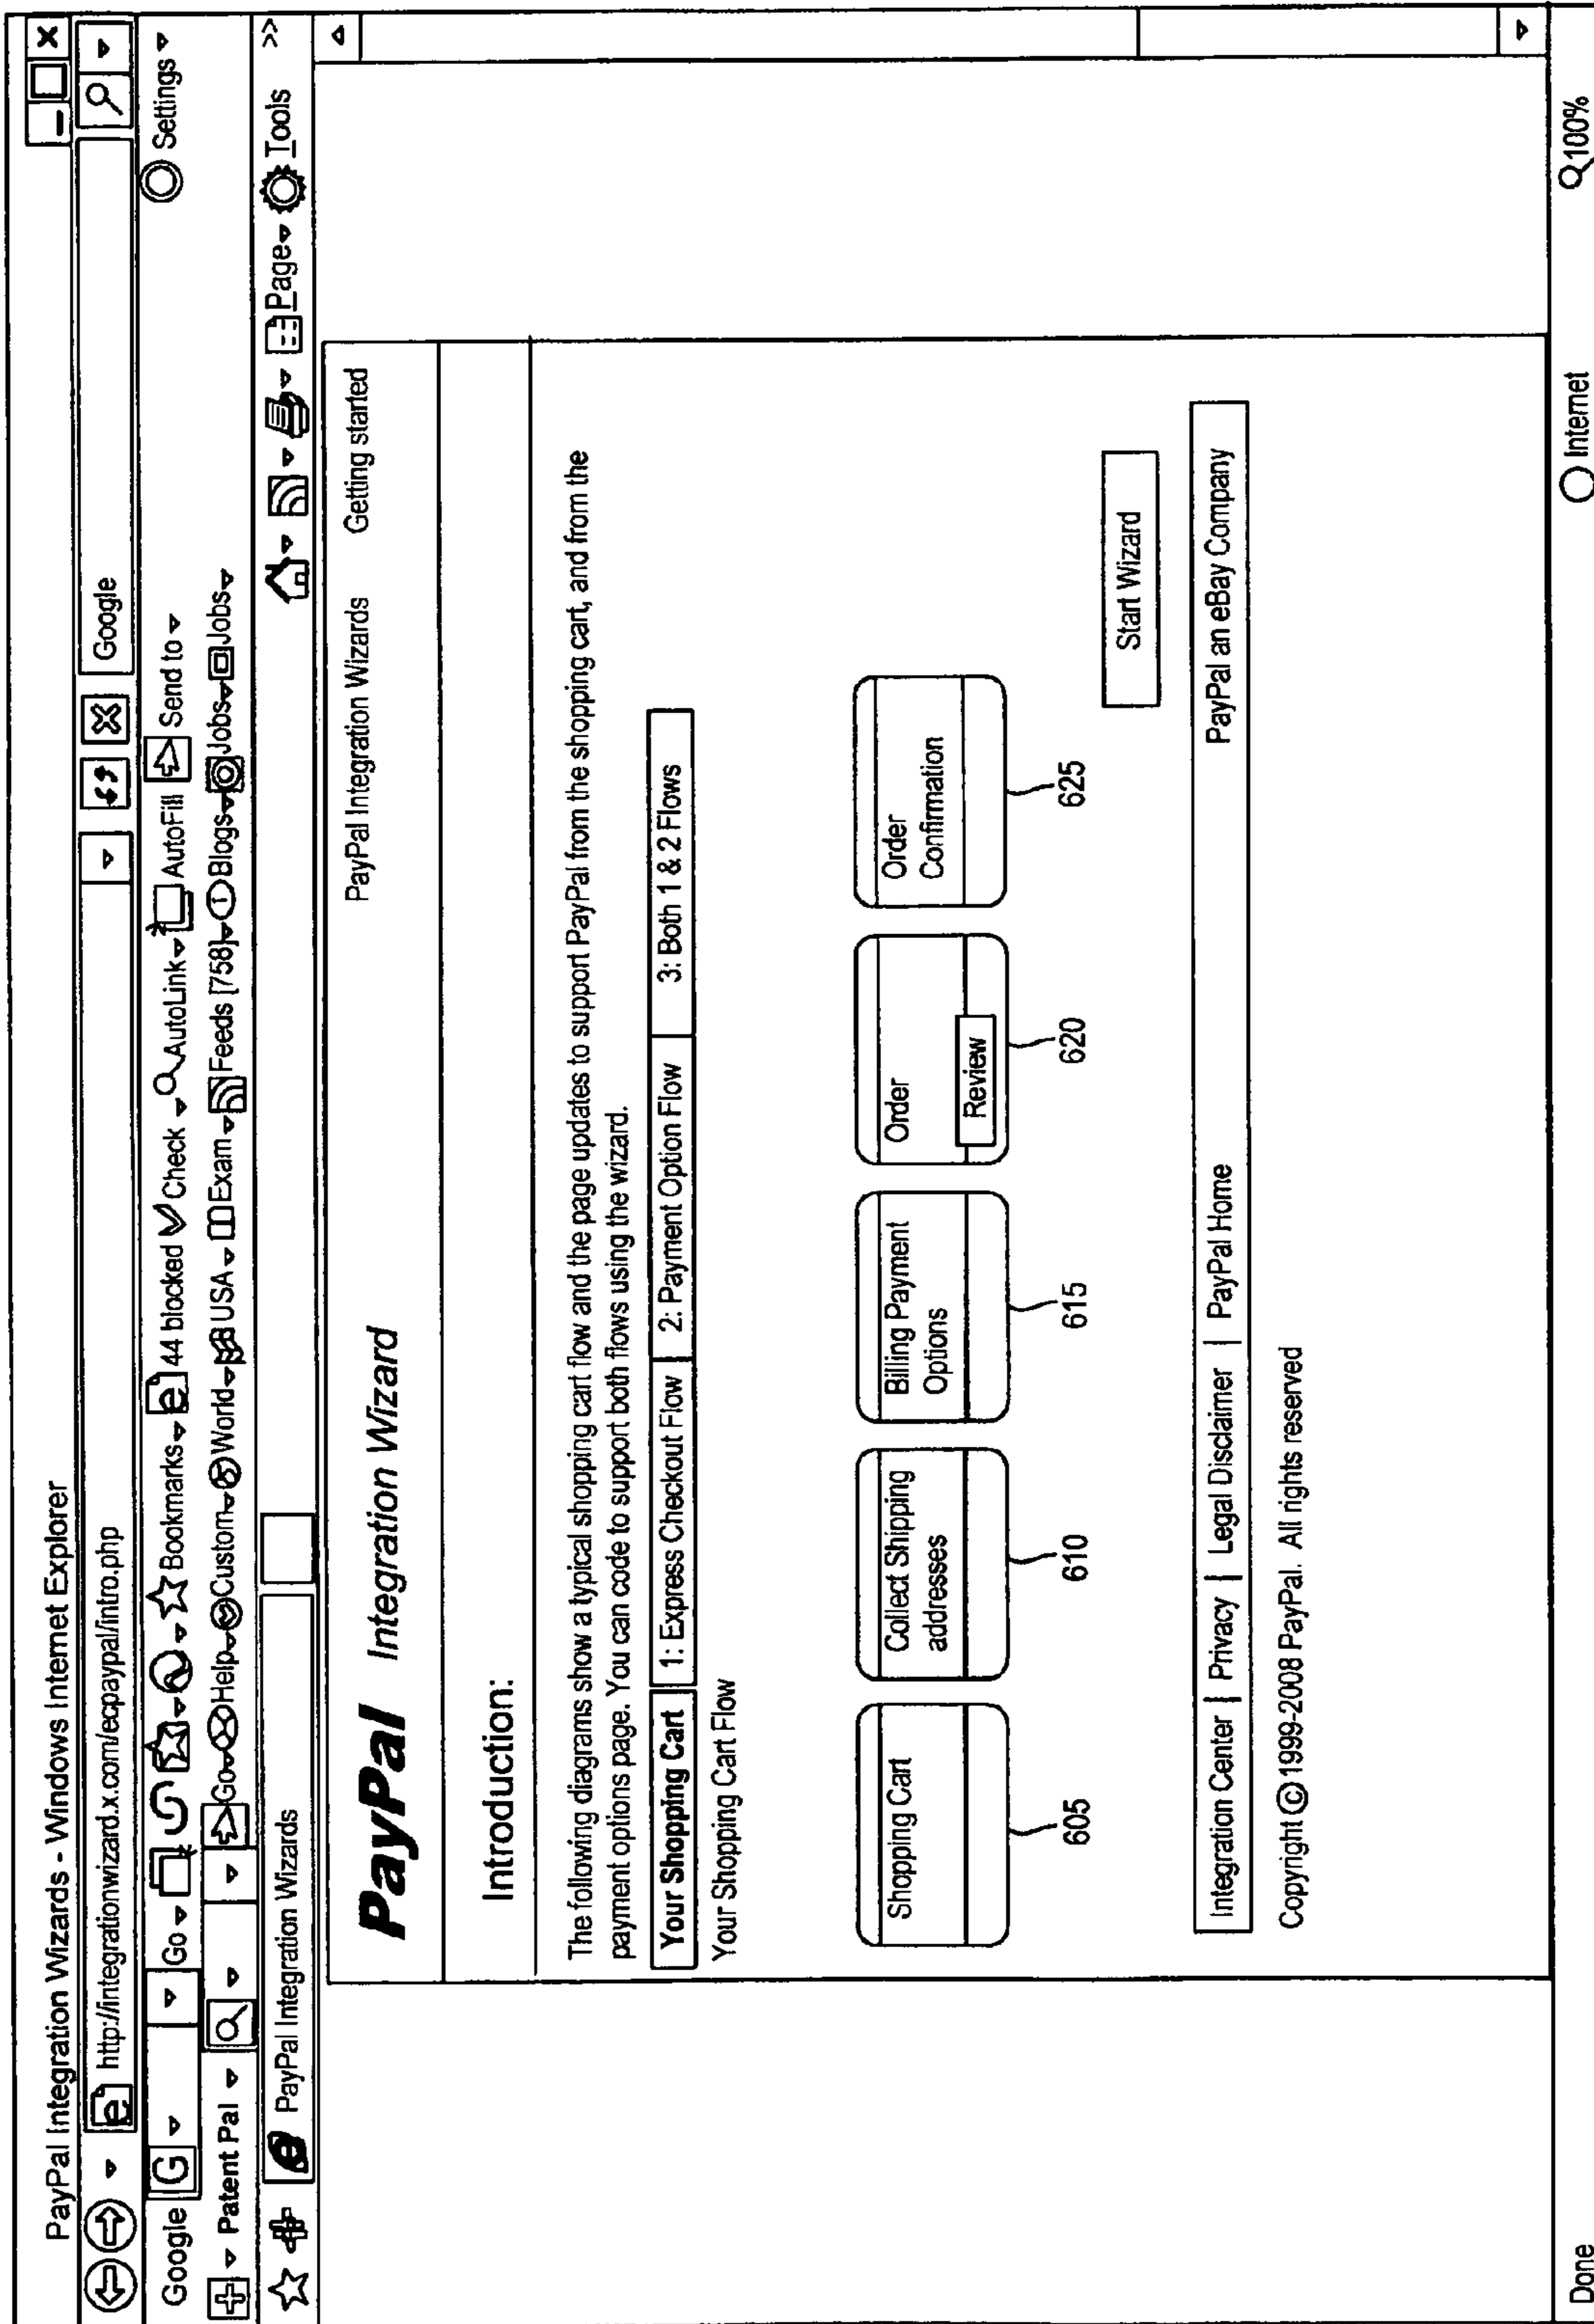 PayPal Integration Wizards - Windows Internet Explorer
http://integrationwizard.x.com/ecpaypal/intro.php
Google
Google G Go Bookmarks 44 blocked Check AutoLink AutoFill Send to Settings
Patent Pal Go Help Custom World USA Exam Feeds [758] Blogs Jobs Jobs
PayPal Integration Wizards Page Tools >>
PayPal Integration Wizard PayPal Integration Wizards Getting started
Introduction:
The following diagrams show a typical shopping cart flow and the page updates to support PayPal from the shopping cart, and from the
payment options page. You can code to support both flows using the wizard.
Your Shopping Cart 1: Express Checkout Flow 2: Payment Option Flow 3: Both 1 & 2 Flows
Your Shopping Cart Flow
Shopping Cart
Collect Shipping
addresses
Billing Payment
Options
Order
Review
Order
Confirmation
605 610 615 620 625
Start Wizard
Integration Center | Privacy | Legal Disclaimer | PayPal Home PayPal an eBay Company
Copyright © 1999-2008 PayPal. All rights reserved
Done Internet 100%